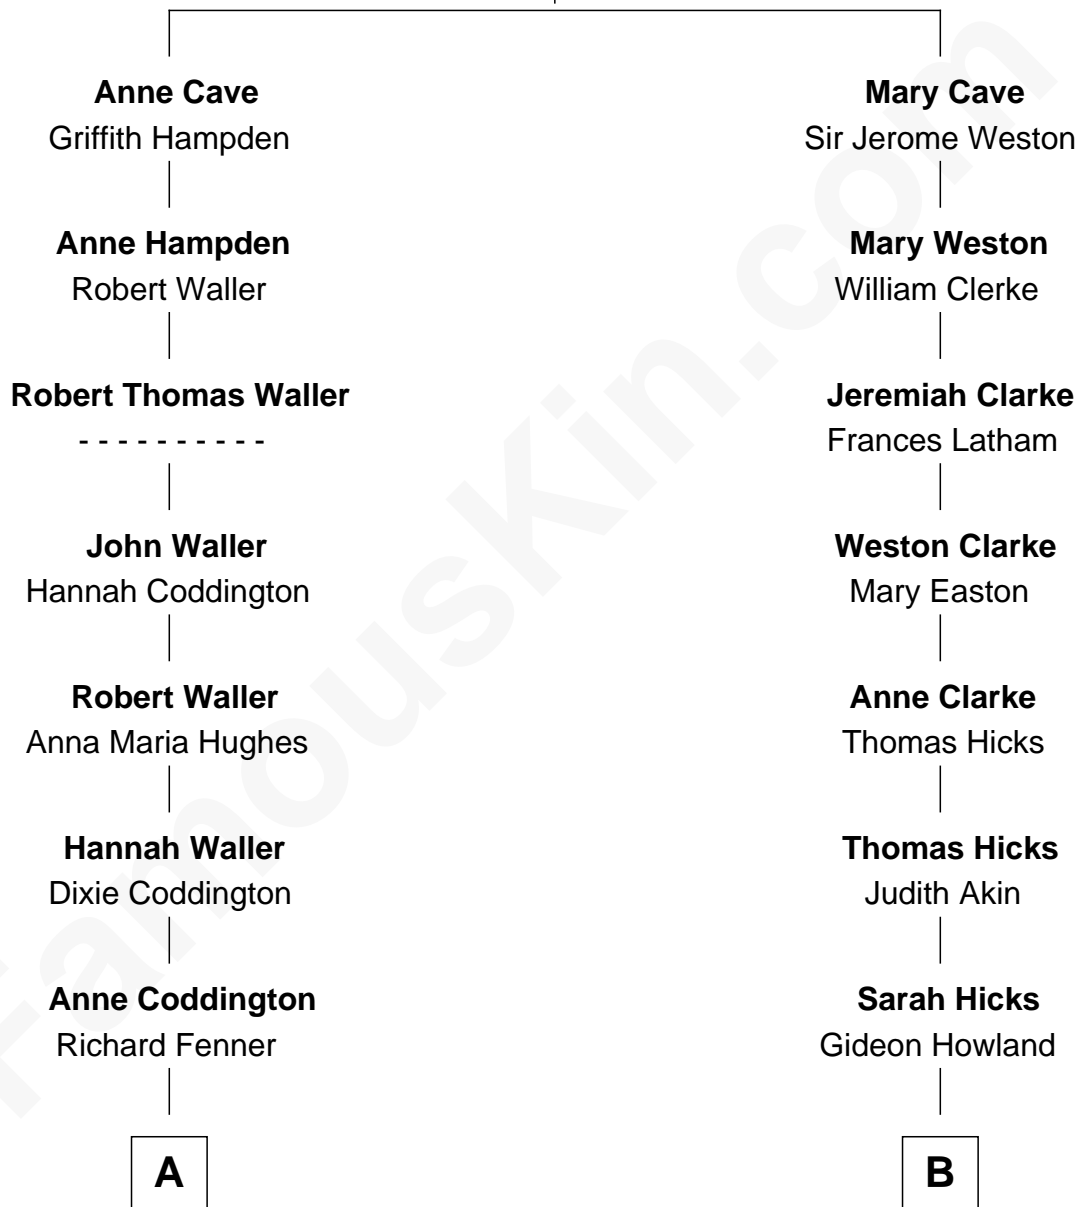 Anne Cave
Griffith Hampden
Anne Hampden
Robert Waller
Robert Thomas Waller
- - - - - - - - - -
John Waller
Hannah Coddington
Robert Waller
Anna Maria Hughes
Hannah Waller
Dixie Coddington
Anne Coddington
Richard Fenner
A
Mary Cave
Sir Jerome Weston
Mary Weston
William Clerke
Jeremiah Clarke
Frances Latham
Weston Clarke
Mary Easton
Anne Clarke
Thomas Hicks
Thomas Hicks
Judith Akin
Sarah Hicks
Gideon Howland
B
FamousKin.com